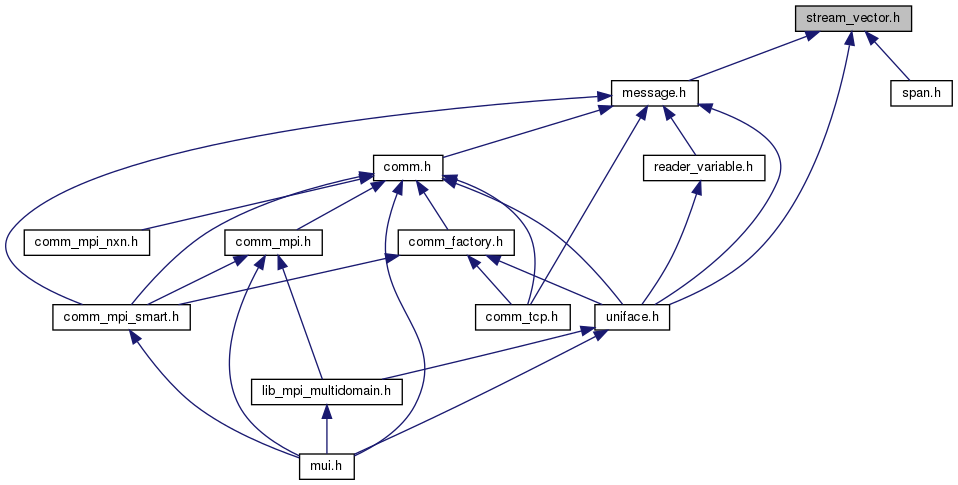 stream_vector.h
message.h
span.h
comm.h
reader_variable.h
comm_mpi_nxn.h
comm_mpi.h
comm_factory.h
comm_mpi_smart.h
comm_tcp.h
uniface.h
lib_mpi_multidomain.h
mui.h